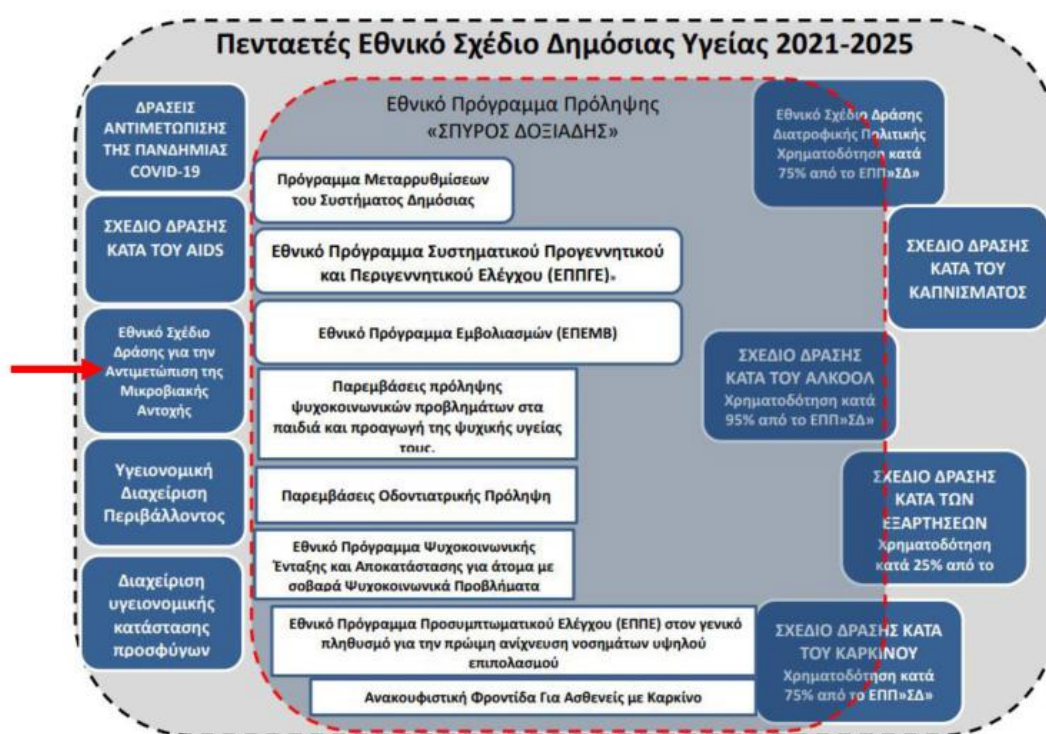 Πενταετές Εθνικό Σχέδιο Δημόσιας Υγείας 2021-2025
ΔΡΑΣΕΙΣ
ΑΝΤΙΜΕΤΩΠΙΣΗΣ
ΤΗΣ ΠΑΝΔΗΜΙΑΣ
COVID-19
ΣΧΕΔΙΟ ΔΡΑΣΗΣ
ΚΑΤΑ ΤΟΥ AIDS
Εθνικό Σχέδιο
Δράσης για την
Αντιμετώπιση της
Μικροβιακής
Αντοχής
Υγειονομική
Διαχείριση
Περιβάλλοντος
Διαχείριση
υγειονομικής
κατάστασης
προσφύγων
Εθνικό Πρόγραμμα Πρόληψης
«ΣΠΥΡΟΣ ΔΟΞΙΑΔΗΣ»
Πρόγραμμα Μεταρρυθμίσεων
του Συστήματος Δημόσιας
Εθνικό Πρόγραμμα Συστηματικού Προγεννητικού
και Περιγεννητικού Ελέγχου (ΕΠΠΓΕ)»
Εθνικό Πρόγραμμα Εμβολιασμών (ΕΠΕΜΒ)
Παρεμβάσεις πρόληψης
ψυχοκοινωνικών προβλημάτων στα
παιδιά και προαγωγή της ψυχικής υγείας
τους.
Παρεμβάσεις Οδοντιατρικής Πρόληψη
Εθνικό Πρόγραμμα Ψυχοκοινωνικής
Ένταξης και Αποκατάστασης για άτομα με
σοβαρά Ψυχοκοινωνικά Προβλήματα
Εθνικό Πρόγραμμα Προσυμπτωματικού Ελέγχου (ΕΠΠΕ) στον γενικό
πληθυσμό για την πρώιμη ανίχνευση νοσημάτων υψηλού
επιπολασμού
Ανακουφιστική Φροντίδα Για Ασθενείς με Καρκίνο
Εθνικό Σχέδιο Δράσης
Διατροφικής Πολιτικής
Χρηματοδότηση κατά
75% από το ΕΠΠ»ΣΔ»
ΣΧΕΔΙΟ ΔΡΑΣΗΣ
ΚΑΤΑ ΤΟΥ
ΚΑΠΝΙΣΜΑΤΟΣ
ΣΧΕΔΙΟ ΔΡΑΣΗΣ
ΚΑΤΑ ΤΟΥ ΑΛΚΟΟΛ
Χρηματοδότηση κατά
95% από το ΕΠΠ»ΣΔ»
ΣΧΕΔΙΟ ΔΡΑΣΗΣ
ΚΑΤΑ ΤΩΝ
ΕΞΑΡΤΗΣΕΩΝ
Χρηματοδότηση
κατά 25% από το
ΣΧΕΔΙΟ ΔΡΑΣΗΣ ΚΑΤΑ
ΤΟΥ ΚΑΡΚΙΝΟΥ
Χρηματοδότηση κατά
75% από το ΕΠΠ»ΣΔ»